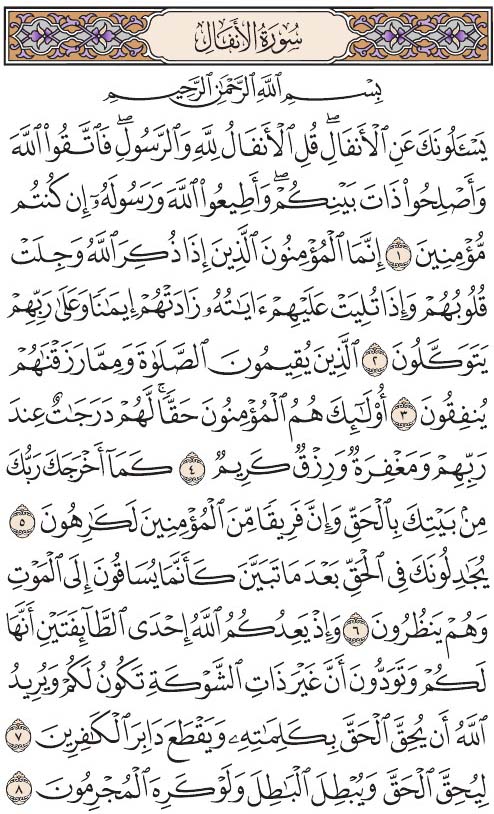 سُورَةُ الأَنفَالِ
بِسْمِ اللَّهِ الرَّحْمَٰنِ الرَّحِيمِ
يَسْـَٔلُونَكَ عَنِ ٱلْأَنفَالِۖ قُلِ ٱلْأَنفَالُ لِلَّهِ وَٱلرَّسُولِۖ فَٱتَّقُوا۟ ٱللَّهَ
وَأَصْلِحُوا۟ ذَاتَ بَيْنِكُمْۖ وَأَطِيعُوا۟ ٱللَّهَ وَرَسُولَهُۥٓ إِن كُنتُم
مُّؤْمِنِينَ ١ إِنَّمَا ٱلْمُؤْمِنُونَ ٱلَّذِينَ إِذَا ذُكِرَ ٱللَّهُ وَجِلَتْ
قُلُوبُهُمْ وَإِذَا تُلِيَتْ عَلَيْهِمْ ءَايَٰتُهُۥ زَادَتْهُمْ إِيمَٰنًا وَعَلَىٰ رَبِّهِمْ
يَتَوَكَّلُونَ ٢ ٱلَّذِينَ يُقِيمُونَ ٱلصَّلَوٰةَ وَمِمَّا رَزَقْنَٰهُمْ
يُنفِقُونَ ٣ أُو۟لَٰٓئِكَ هُمُ ٱلْمُؤْمِنُونَ حَقًّاۚ لَّهُمْ دَرَجَٰتٌ عِندَ
رَبِّهِمْ وَمَغْفِرَةٌ وَرِزْقٌ كَرِيمٌ ٤ كَمَآ أَخْرَجَكَ رَبُّكَ
مِنۢ بَيْتِكَ بِٱلْحَقِّ وَإِنَّ فَرِيقًا مِّنَ ٱلْمُؤْمِنِينَ لَكَٰرِهُونَ ٥
يُجَٰدِلُونَكَ فِى ٱلْحَقِّ بَعْدَ مَا تَبَيَّنَ كَأَنَّمَا يُسَاقُونَ إِلَى ٱلْمَوْتِ
وَهُمْ يَنظُرُونَ ٦ وَإِذْ يَعِدُكُمُ ٱللَّهُ إِحْدَى ٱلطَّآئِفَتَيْنِ أَنَّهَا
لَكُمْ وَتَوَدُّونَ أَنَّ غَيْرَ ذَاتِ ٱلشَّوْكَةِ تَكُونُ لَكُمْ وَيُرِيدُ
ٱللَّهُ أَن يُحِقَّ ٱلْحَقَّ بِكَلِمَٰتِهِۦ وَيَقْطَعَ دَابِرَ ٱلْكَٰفِرِينَ ٧
لِيُحِقَّ ٱلْحَقَّ وَيُبْطِلَ ٱلْبَٰطِلَ وَلَوْ كَرِهَ ٱلْمُجْرِمُونَ ٨